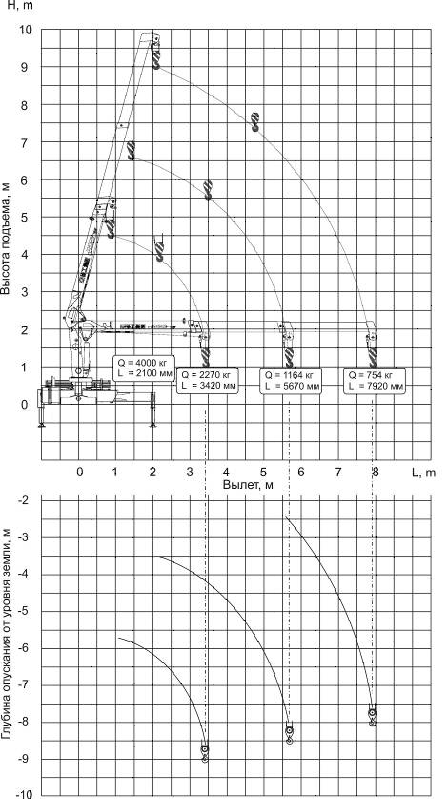 H, m
10
9
8
7
6
5
4
3
2
1
0
Высота подъема, м
Q = 4000 кг
L = 2100 мм
Q = 2270 кг
L = 3420 мм
Q = 1164 кг
L = 5670 мм
Q = 754 кг
L = 7920 мм
0 1 2 3 4 5 6 7 8 L, m
Вылет, м
-2
-3
-4
-5
-6
-7
-8
-9
-10
Глубина опускания от уровня земли, м